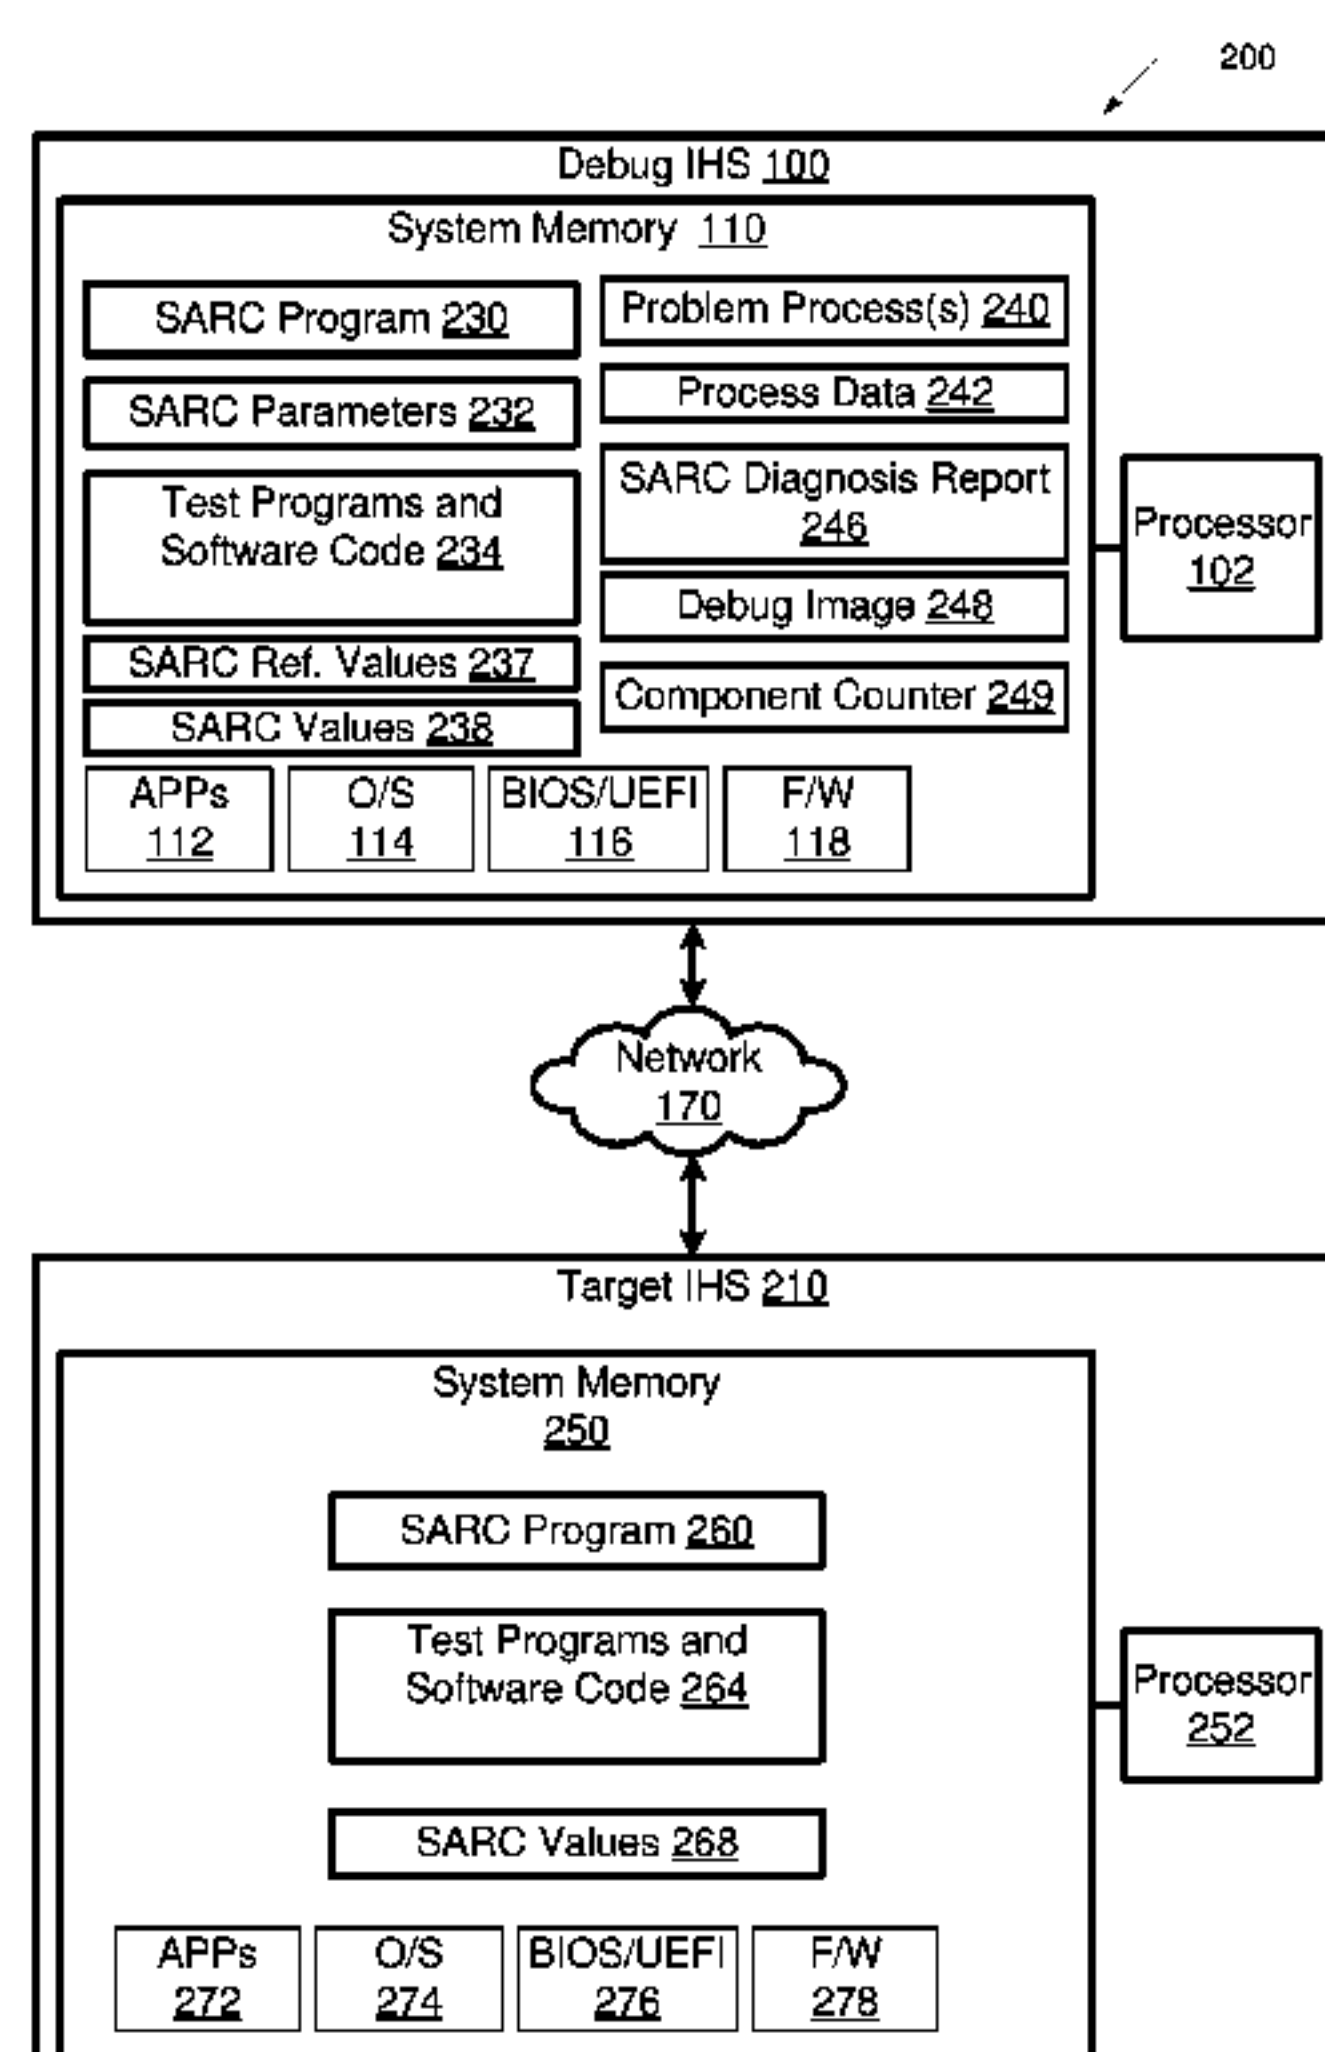 200
Debug IHS 100
System Memory 110
SARC Program 230
SARC Parameters 232
Test Programs and
Software Code 234
SARC Ref. Values 237
SARC Values 238
Problem Process(s) 240
Process Data 242
SARC Diagnosis Report
246
Debug Image 248
Component Counter 249
APPs
112
O/S
114
BIOS/UEFI
116
F/W
118
Processor
102
Network
170
Target IHS 210
System Memory
250
SARC Program 260
Test Programs and
Software Code 264
SARC Values 268
APPs
272
O/S
274
BIOS/UEFI
276
F/W
278
Processor
252